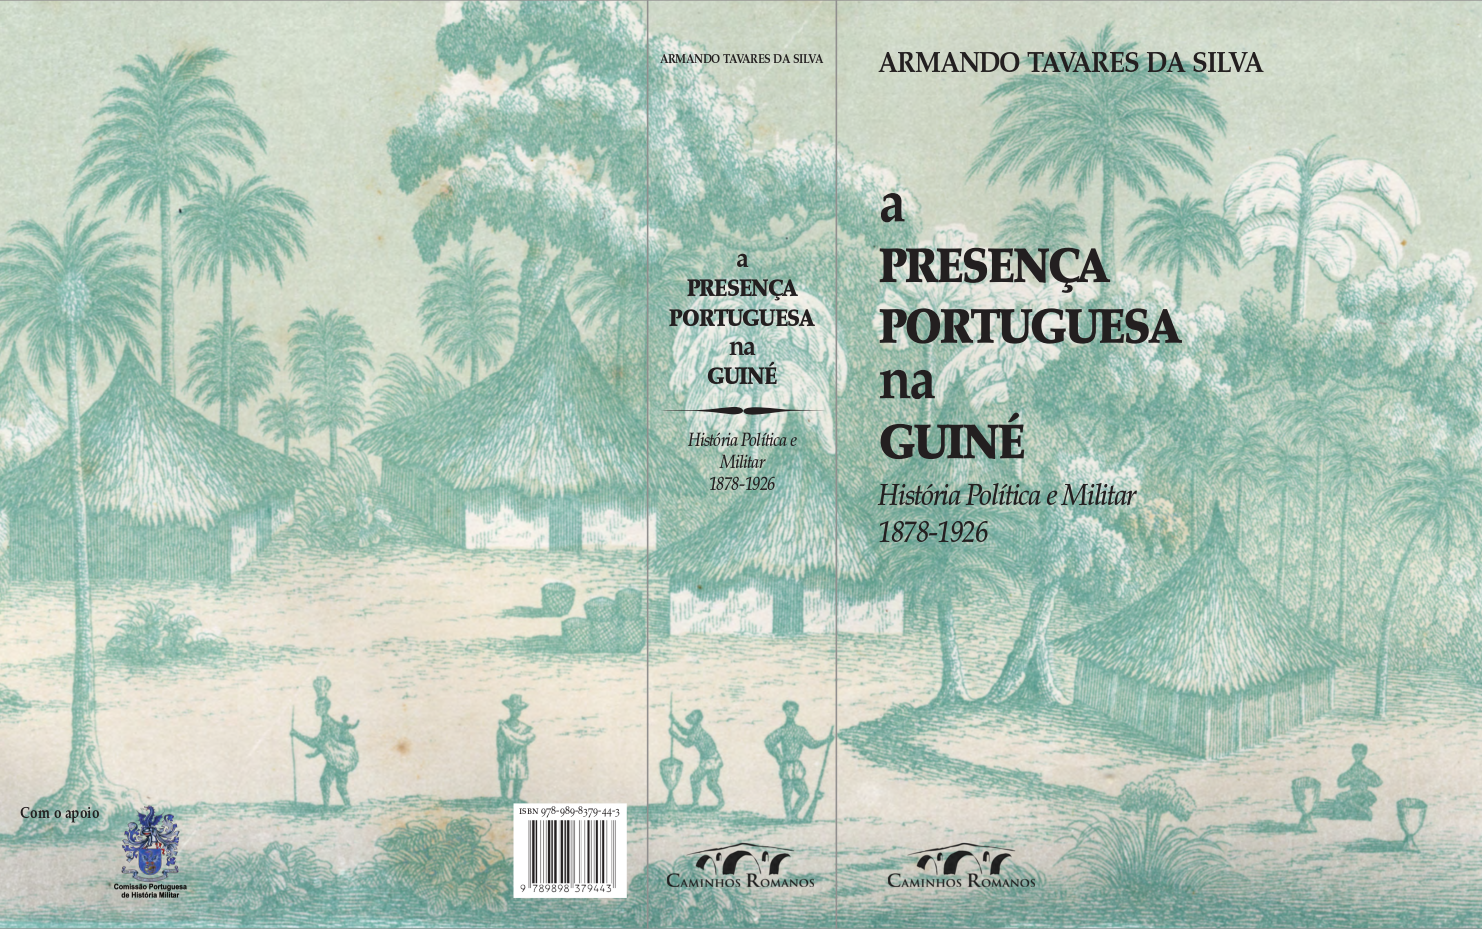 Com o apoio
Comissão Portuguesa
de História Militar
ISBN 978-989-8379-44-3
9 789898 379443
ARMANDO TAVARES DA SILVA
a
PRESENÇA
PORTUGUESA
na
GUINÉ
História Política e
Militar
1878-1926
CAMINHOS ROMANOS
ARMANDO TAVARES DA SILVA
a
PRESENÇA
PORTUGUESA
na
GUINÉ
História Política e Militar
1878-1926
CAMINHOS ROMANOS